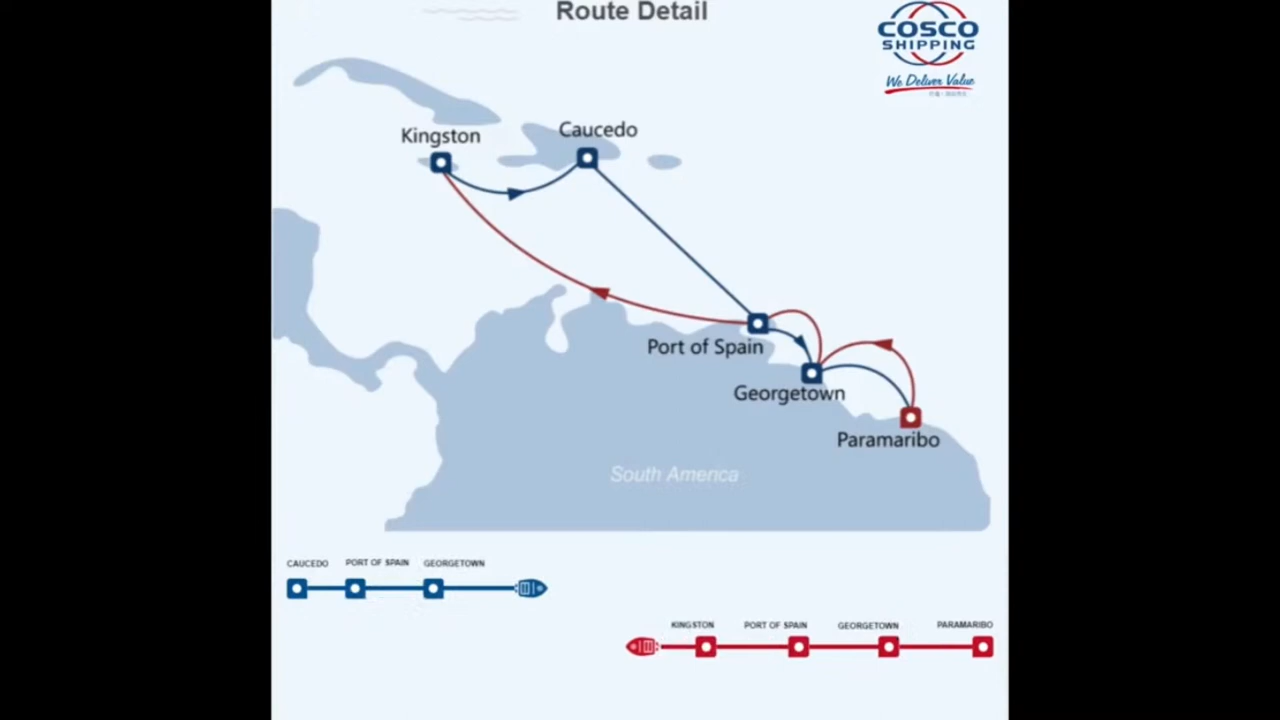 Route Detail
COSCO
SHIPPING
We Deliver Value
Kingston
Caucedo
Port of Spain
Georgetown
Paramaribo
South America
CAUCEDO PORT OF SPAIN GEORGETOWN
KINGSTON PORT OF SPAIN GEORGETOWN PARAMARIBO